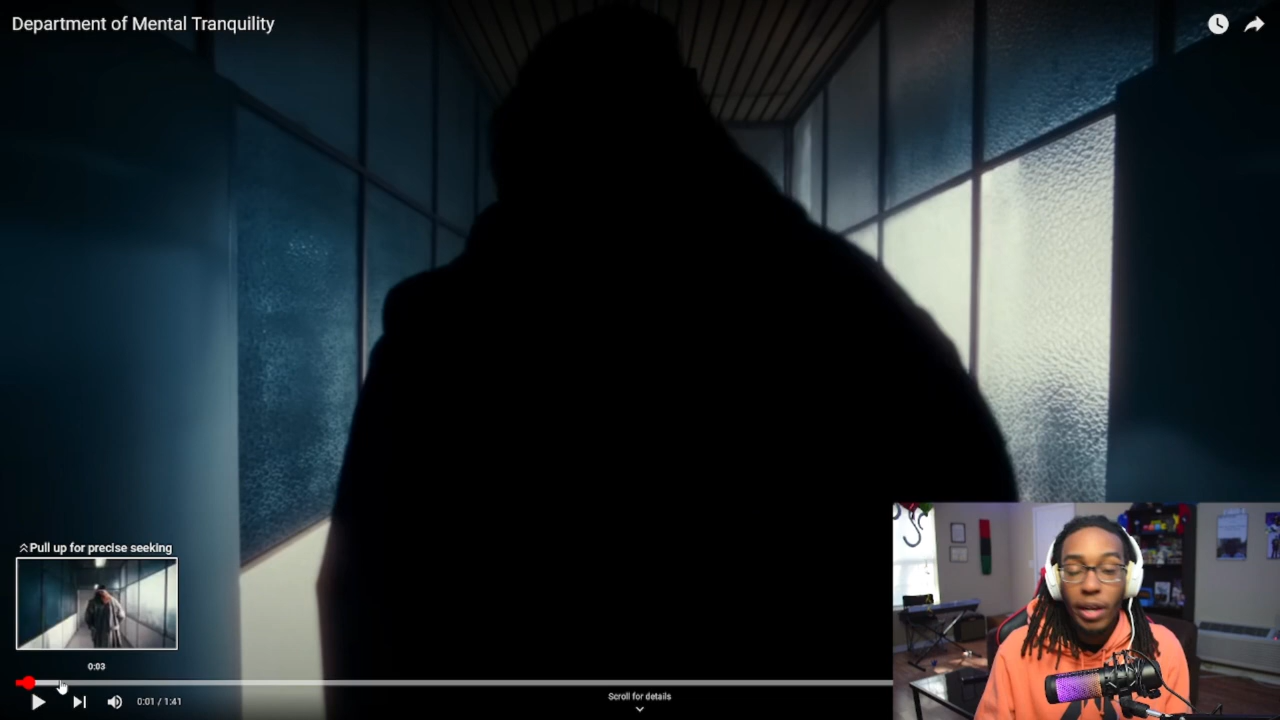 Department of Mental Tranquility
Pull up for precise seeking
0:03
0:01 / 1:41
Scroll for details